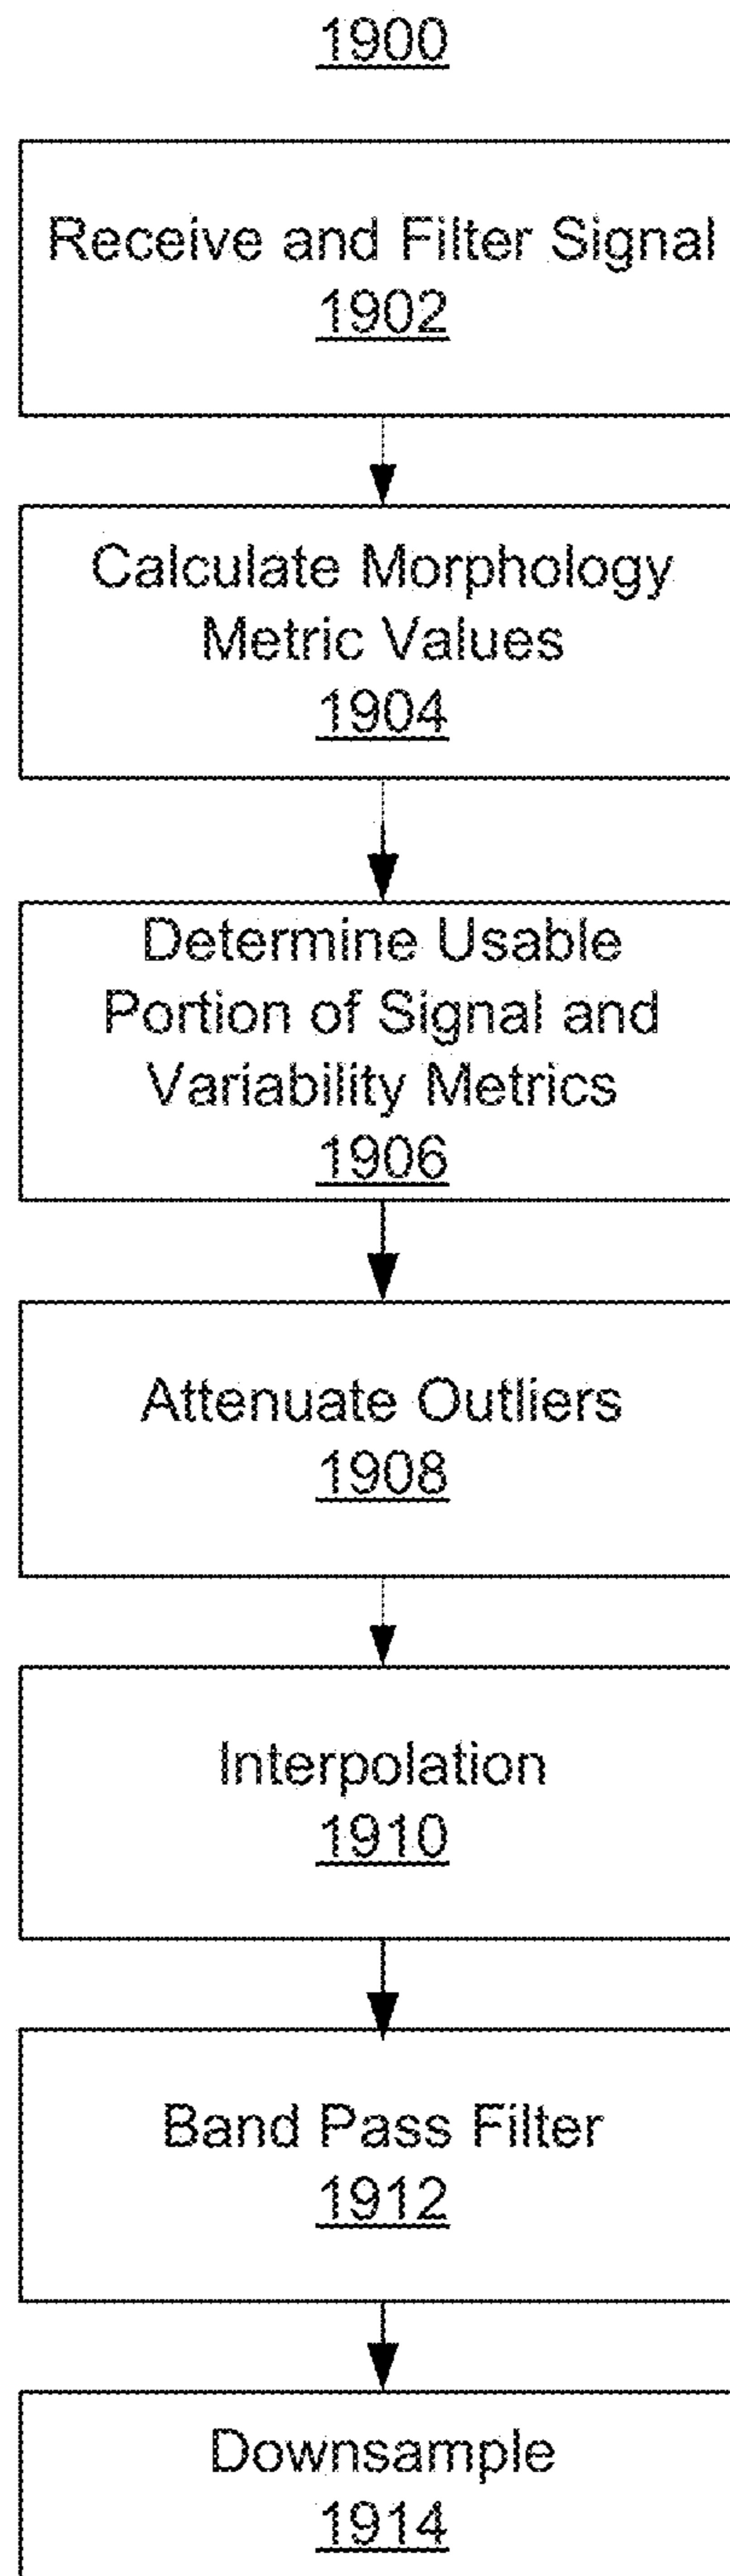 1900
Receive and Filter Signal
1902
Calculate Morphology
Metric Values
1904
Determine Usable
Portion of Signal and
Variability Metrics
1906
Attenuate Outliers
1908
Interpolation
1910
Band Pass Filter
1912
Downsample
1914